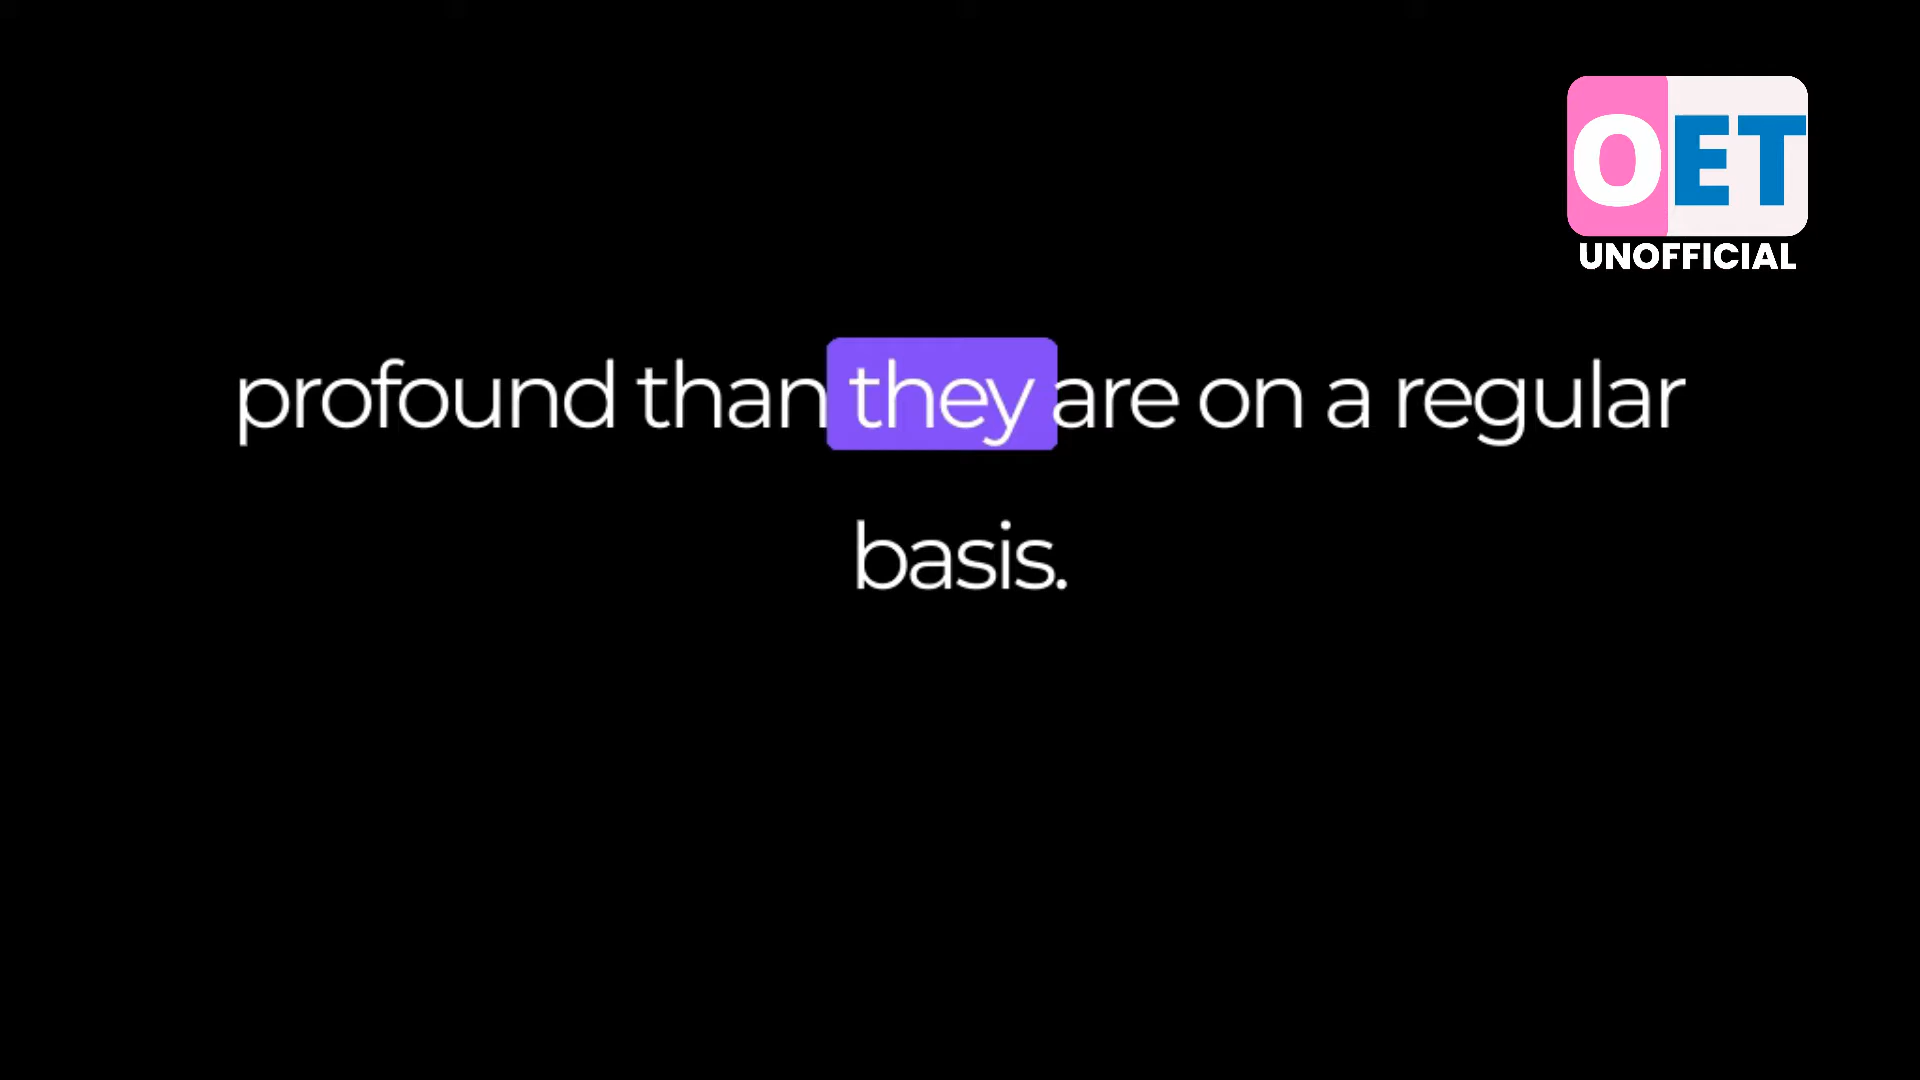 OET
UNOFFICIAL
profound than they are on a regular
basis.